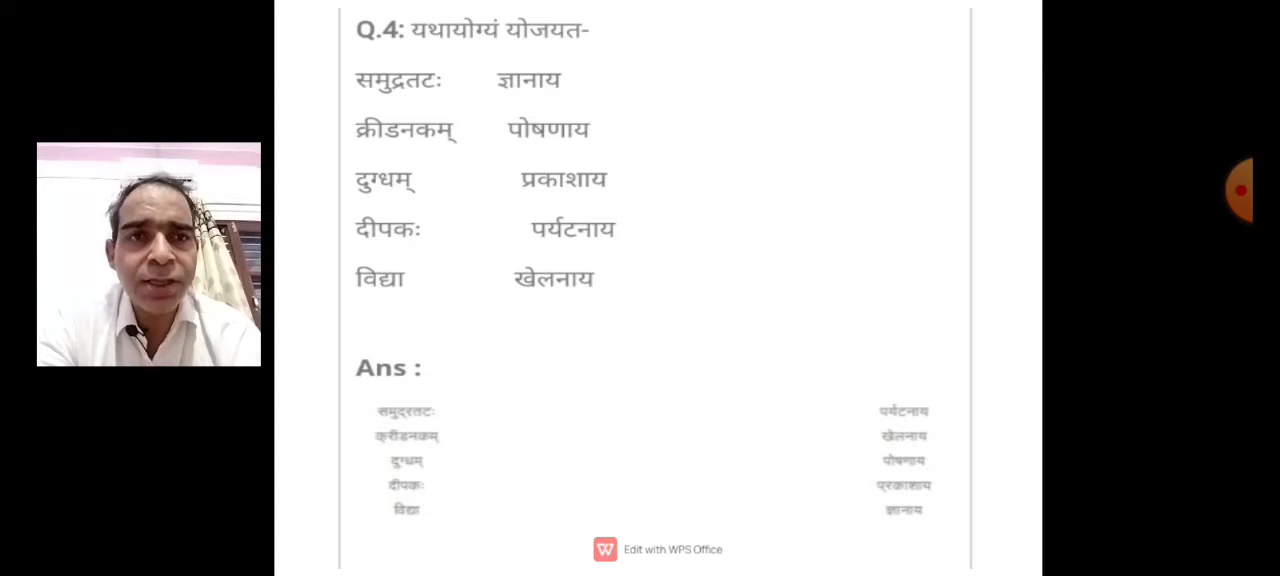 Q.4: यथायोग्यं योजयत-
समुद्रतटः ज्ञानाय
क्रीडनकम् पोषणाय
दुग्धम् प्रकाशाय
दीपकः पर्यटनाय
विद्या खेलनाय
Ans :
समुद्रतटः पर्यटनाय
क्रीडनकम् खेलनाय
दुग्धम् पोषणाय
दीपकः प्रकाशाय
विद्या ज्ञानाय
Edit with WPS Office